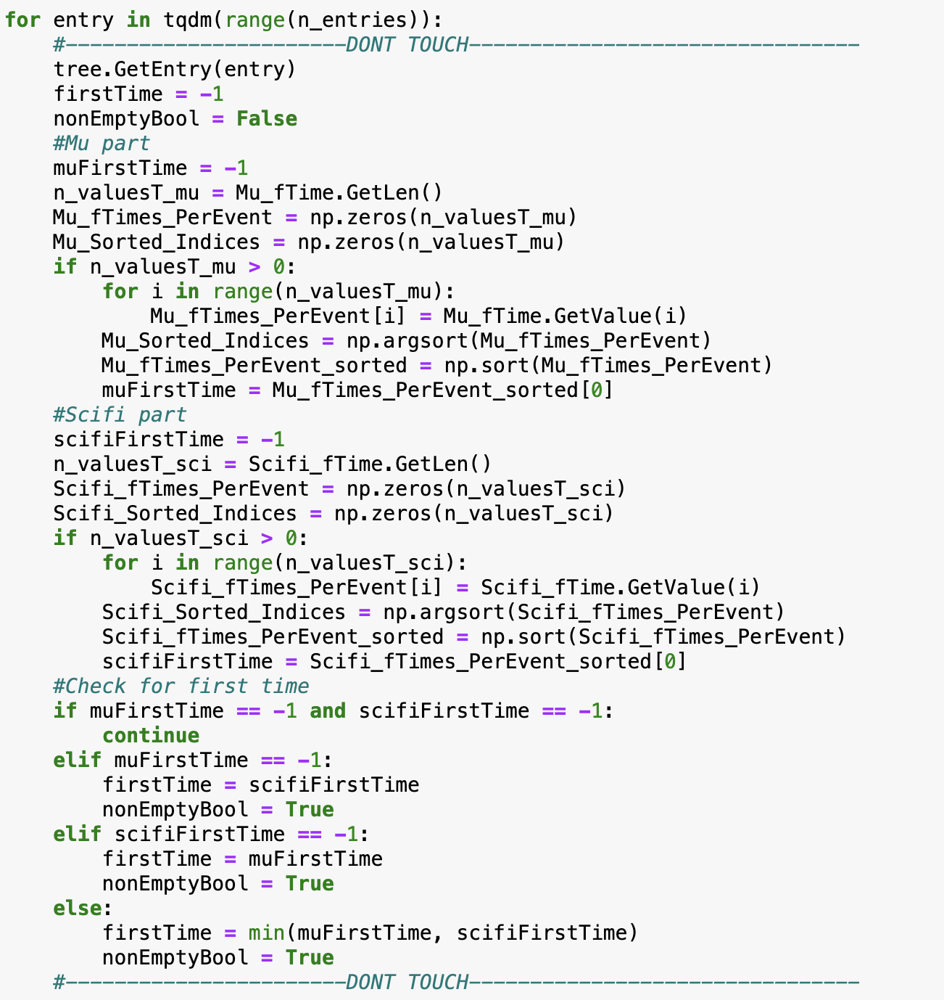 for entry in tqdm(range(n_entries)):
    #-----------------------DONT TOUCH--------------------------------
    tree.GetEntry(entry)
    firstTime = -1
    nonEmptyBool = False
    #Mu part
    muFirstTime = -1
    n_valuesT_mu = Mu_fTime.GetLen()
    Mu_fTimes_PerEvent = np.zeros(n_valuesT_mu)
    Mu_Sorted_Indices = np.zeros(n_valuesT_mu)
    if n_valuesT_mu > 0:
        for i in range(n_valuesT_mu):
            Mu_fTimes_PerEvent[i] = Mu_fTime.GetValue(i)
        Mu_Sorted_Indices = np.argsort(Mu_fTimes_PerEvent)
        Mu_fTimes_PerEvent_sorted = np.sort(Mu_fTimes_PerEvent)
        muFirstTime = Mu_fTimes_PerEvent_sorted[0]
    #Scifi part
    scifiFirstTime = -1
    n_valuesT_sci = Scifi_fTime.GetLen()
    Scifi_fTimes_PerEvent = np.zeros(n_valuesT_sci)
    Scifi_Sorted_Indices = np.zeros(n_valuesT_sci)
    if n_valuesT_sci > 0:
        for i in range(n_valuesT_sci):
            Scifi_fTimes_PerEvent[i] = Scifi_fTime.GetValue(i)
        Scifi_Sorted_Indices = np.argsort(Scifi_fTimes_PerEvent)
        Scifi_fTimes_PerEvent_sorted = np.sort(Scifi_fTimes_PerEvent)
        scifiFirstTime = Scifi_fTimes_PerEvent_sorted[0]
    #Check for first time
    if muFirstTime == -1 and scifiFirstTime == -1:
        continue
    elif muFirstTime == -1:
        firstTime = scifiFirstTime
        nonEmptyBool = True
    elif scifiFirstTime == -1:
        firstTime = muFirstTime
        nonEmptyBool = True
    else:
        firstTime = min(muFirstTime, scifiFirstTime)
        nonEmptyBool = True
    #-----------------------DONT TOUCH--------------------------------